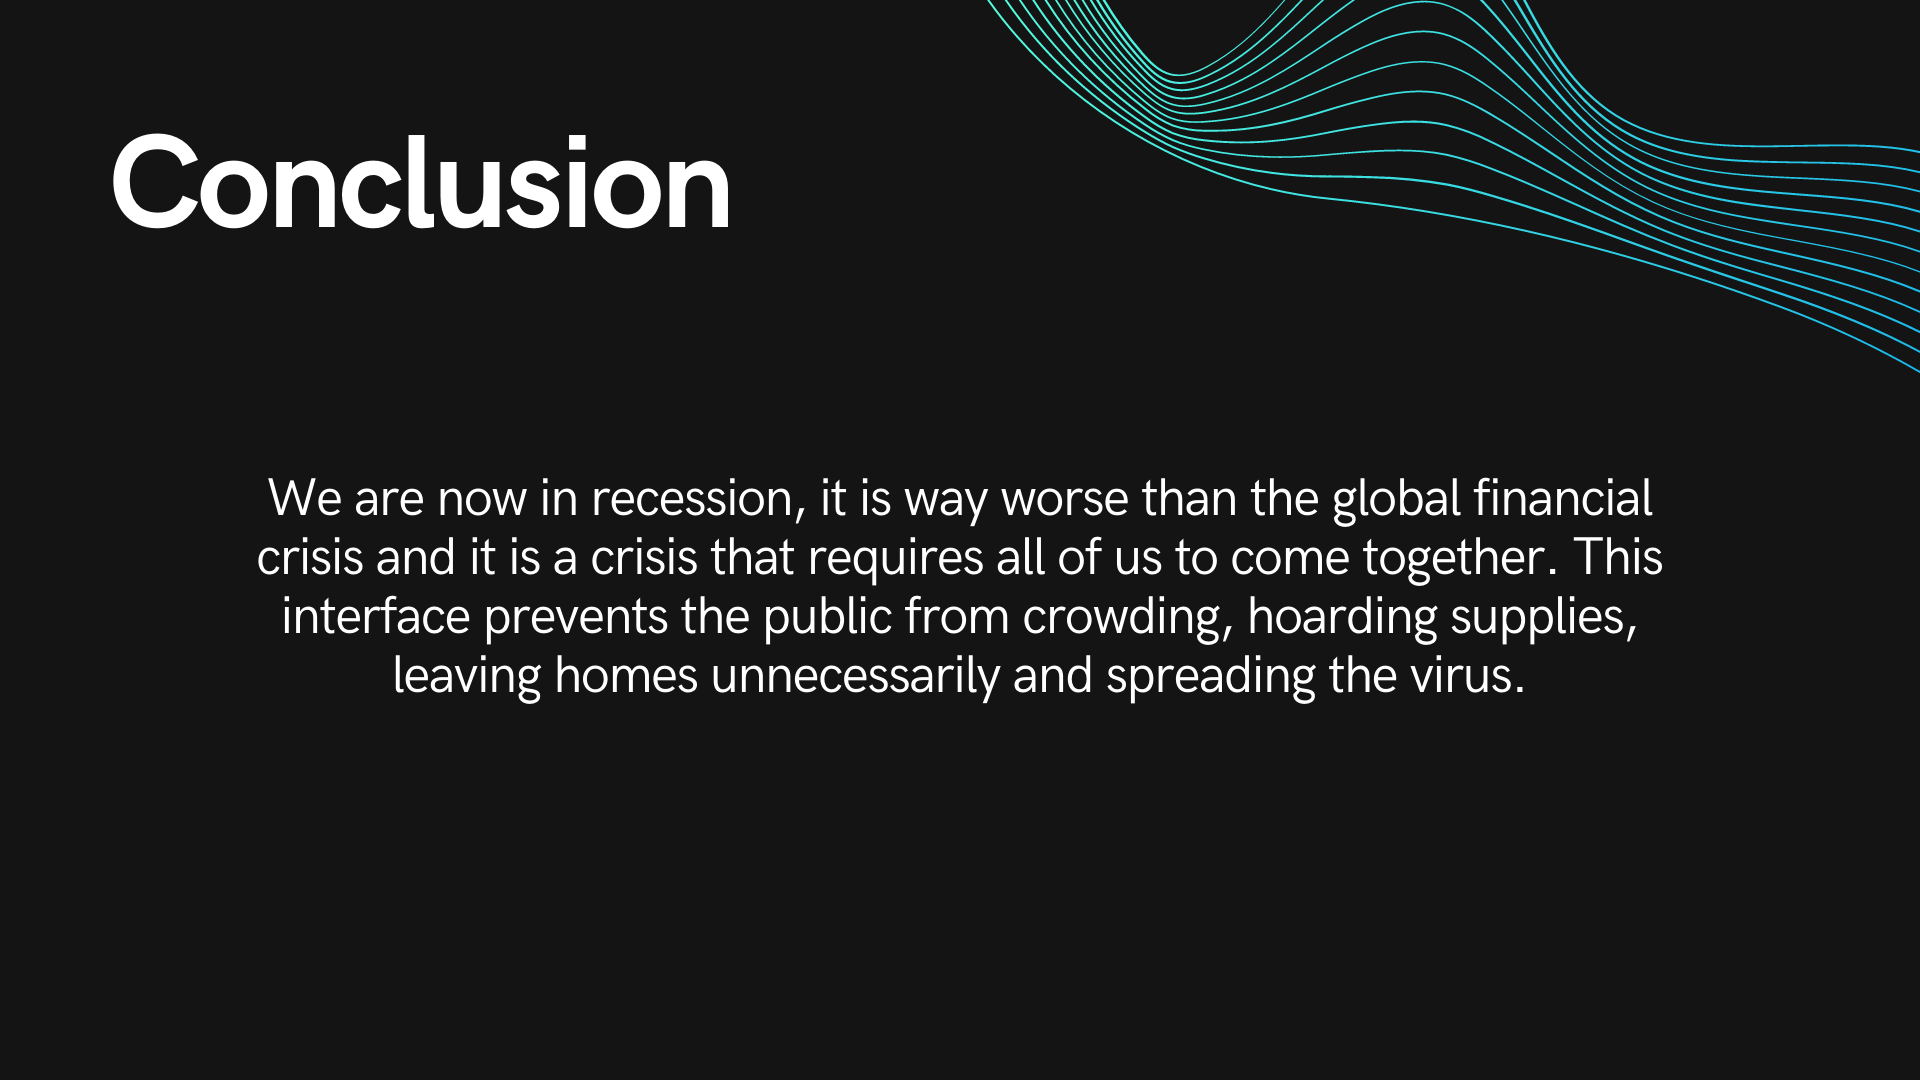 Conclusion
We are now in recession, it is way worse than the global financial
crisis and it is a crisis that requires all of us to come together. This
interface prevents the public from crowding, hoarding supplies,
leaving homes unnecessarily and spreading the virus.